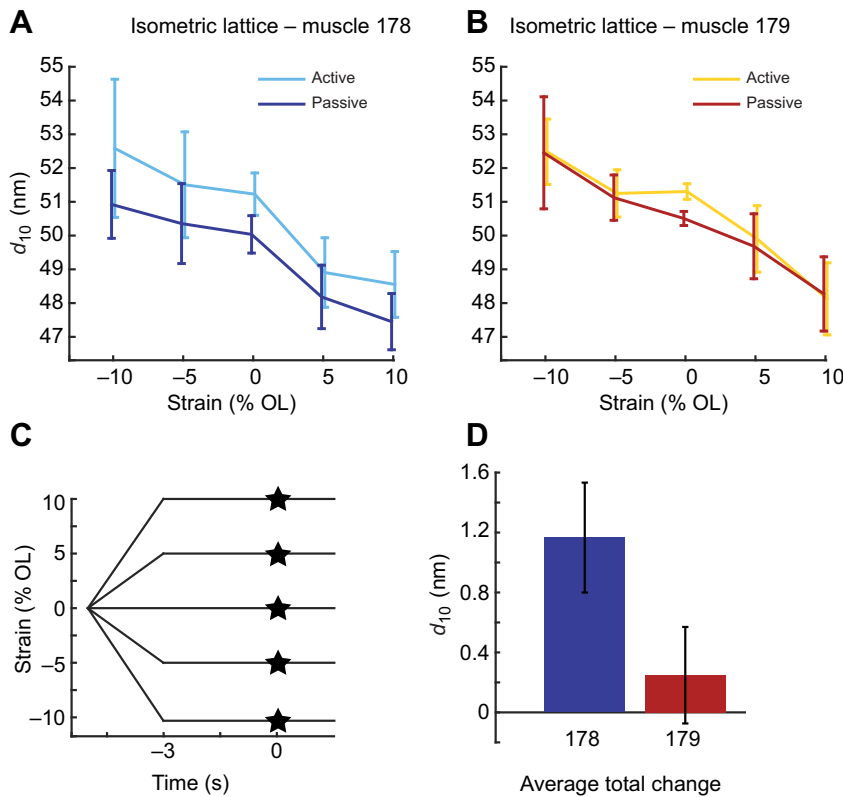 A
Isometric lattice – muscle 178
55
54
53
52
51
50
49
48
47
d10 (nm)
Active
Passive
–10
–5
0
5
10
Strain (% OL)
B
Isometric lattice – muscle 179
55
54
53
52
51
50
49
48
47
Active
Passive
–10
–5
0
5
10
Strain (% OL)
C
10
5
0
–5
–10
Strain (% OL)
–3
0
Time (s)
D
1.6
1.2
0.8
0.4
0
d10 (nm)
178
179
Average total change